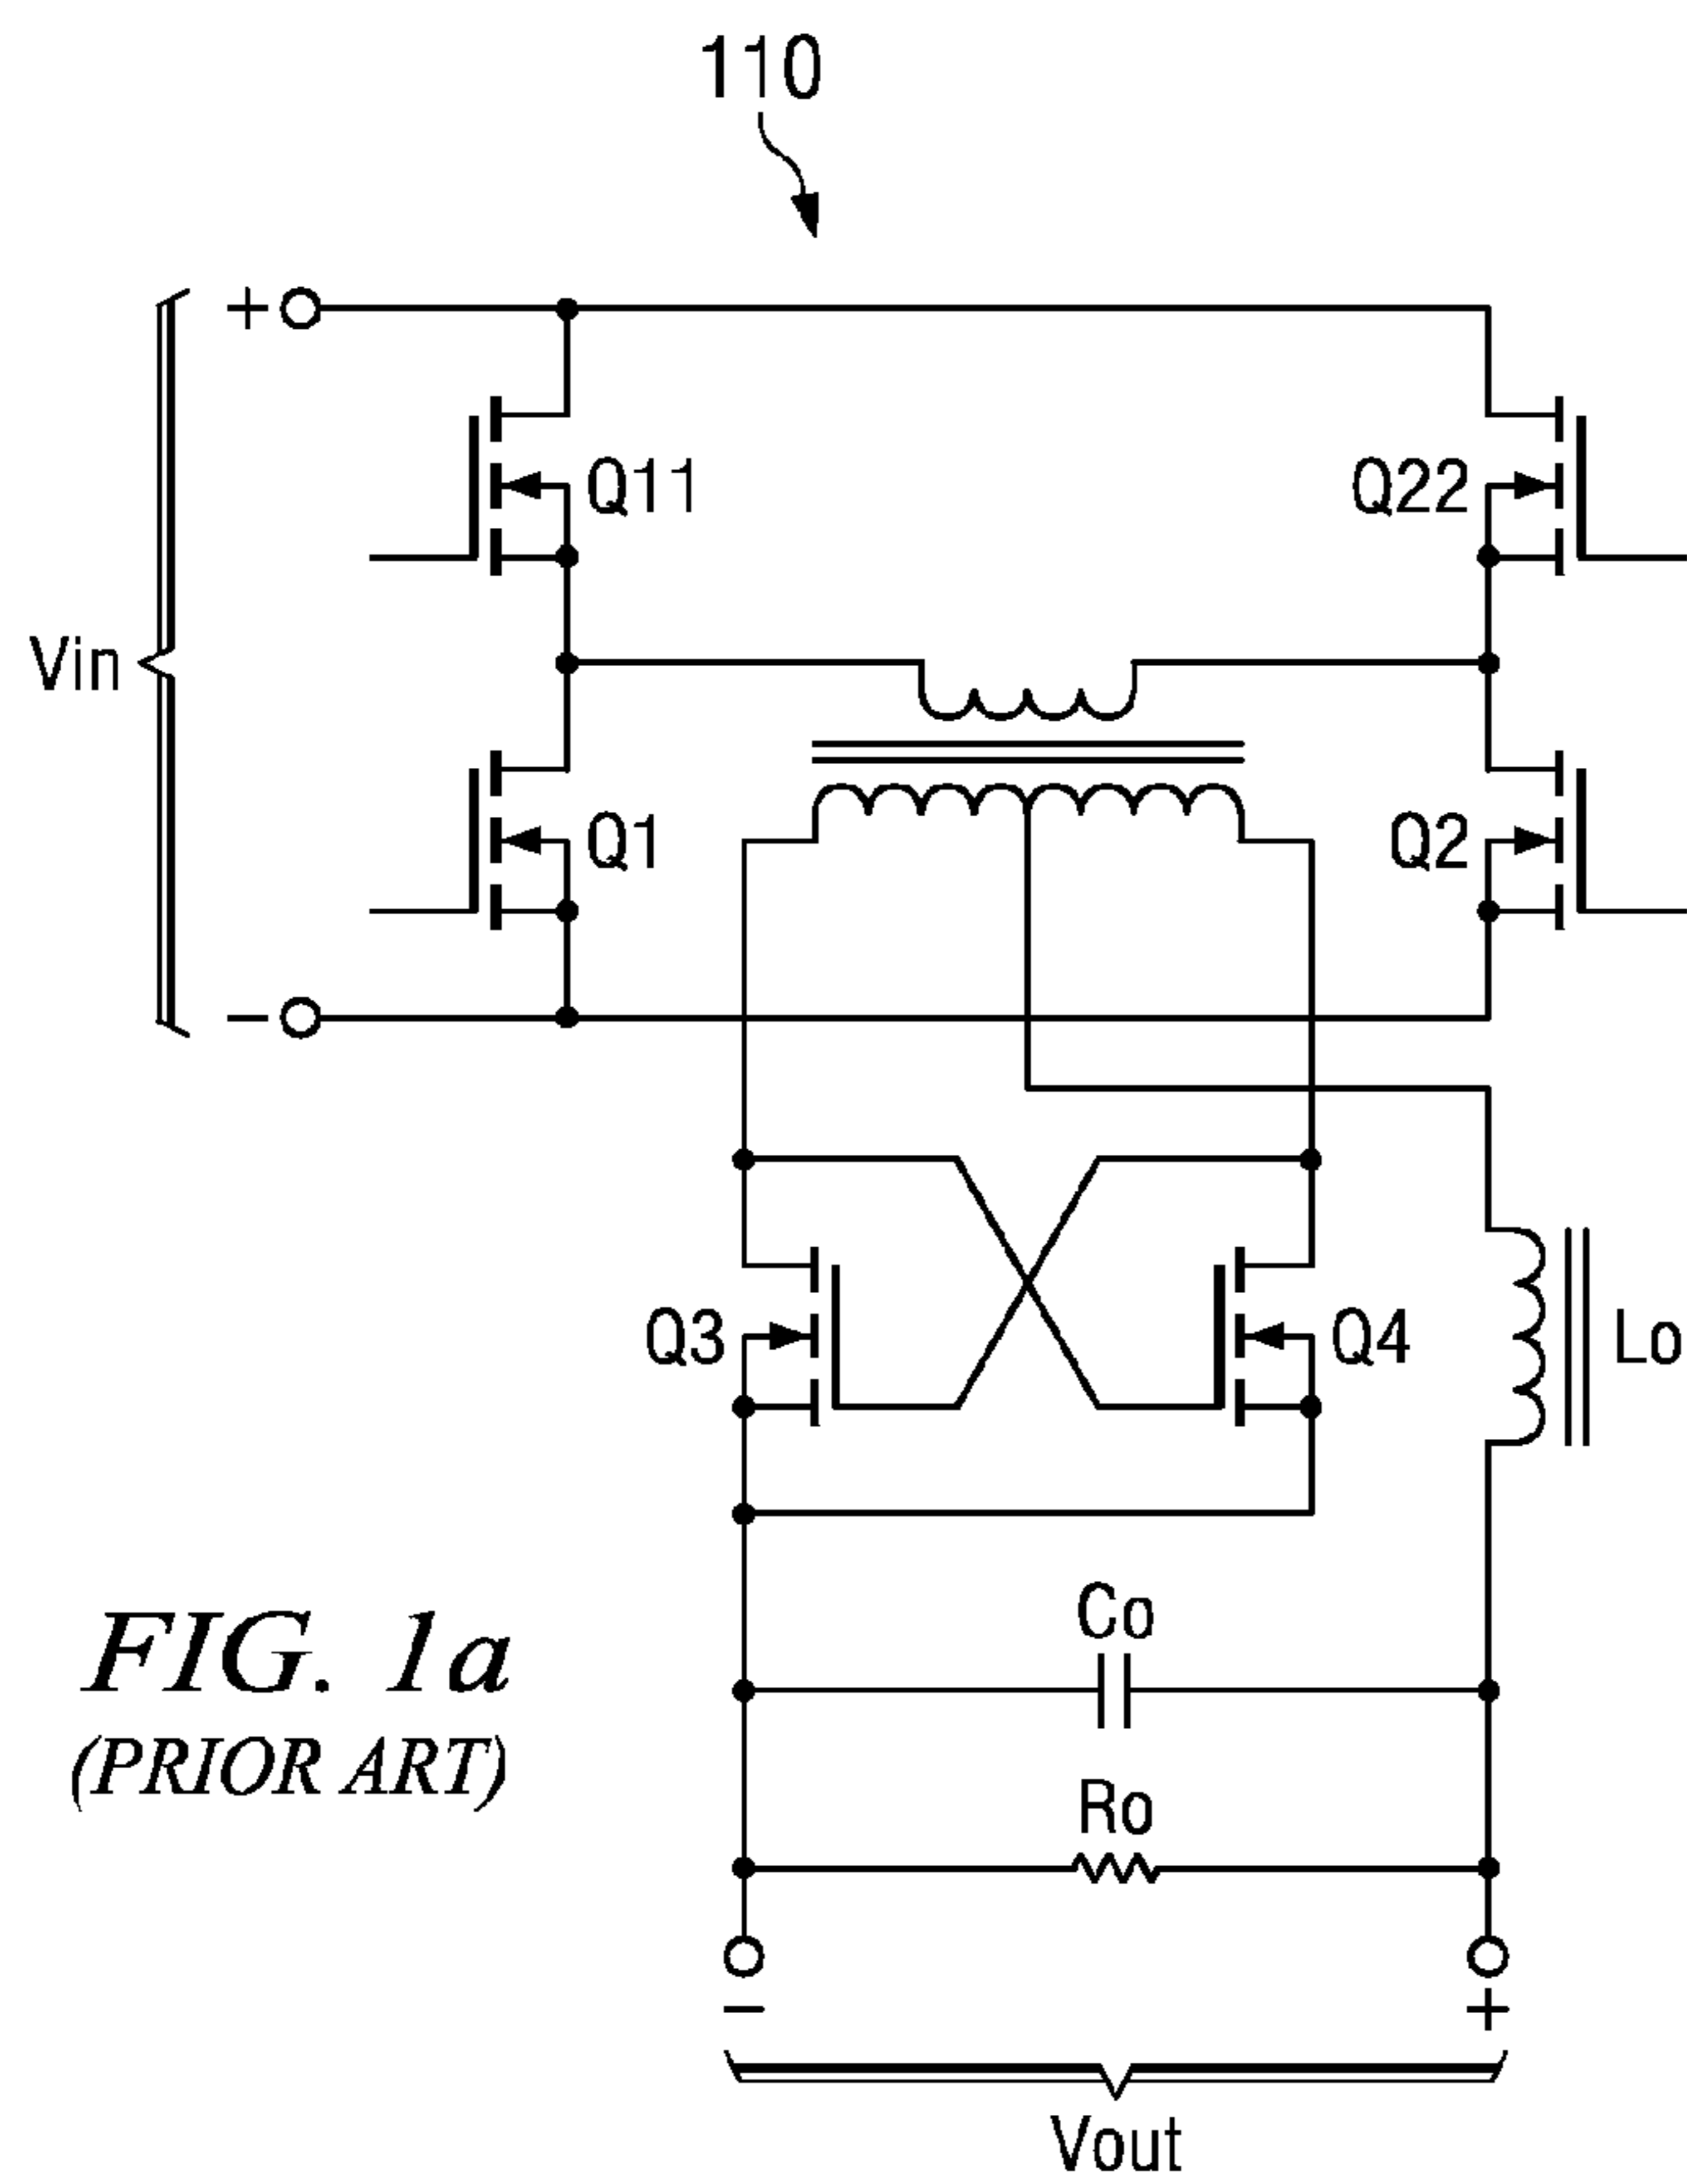 110
+
Q11
Q22
Vin
Q1
Q2
−
Q3
Q4
Lo
Co
FIG. 1a
(PRIOR ART)
Ro
− +
Vout